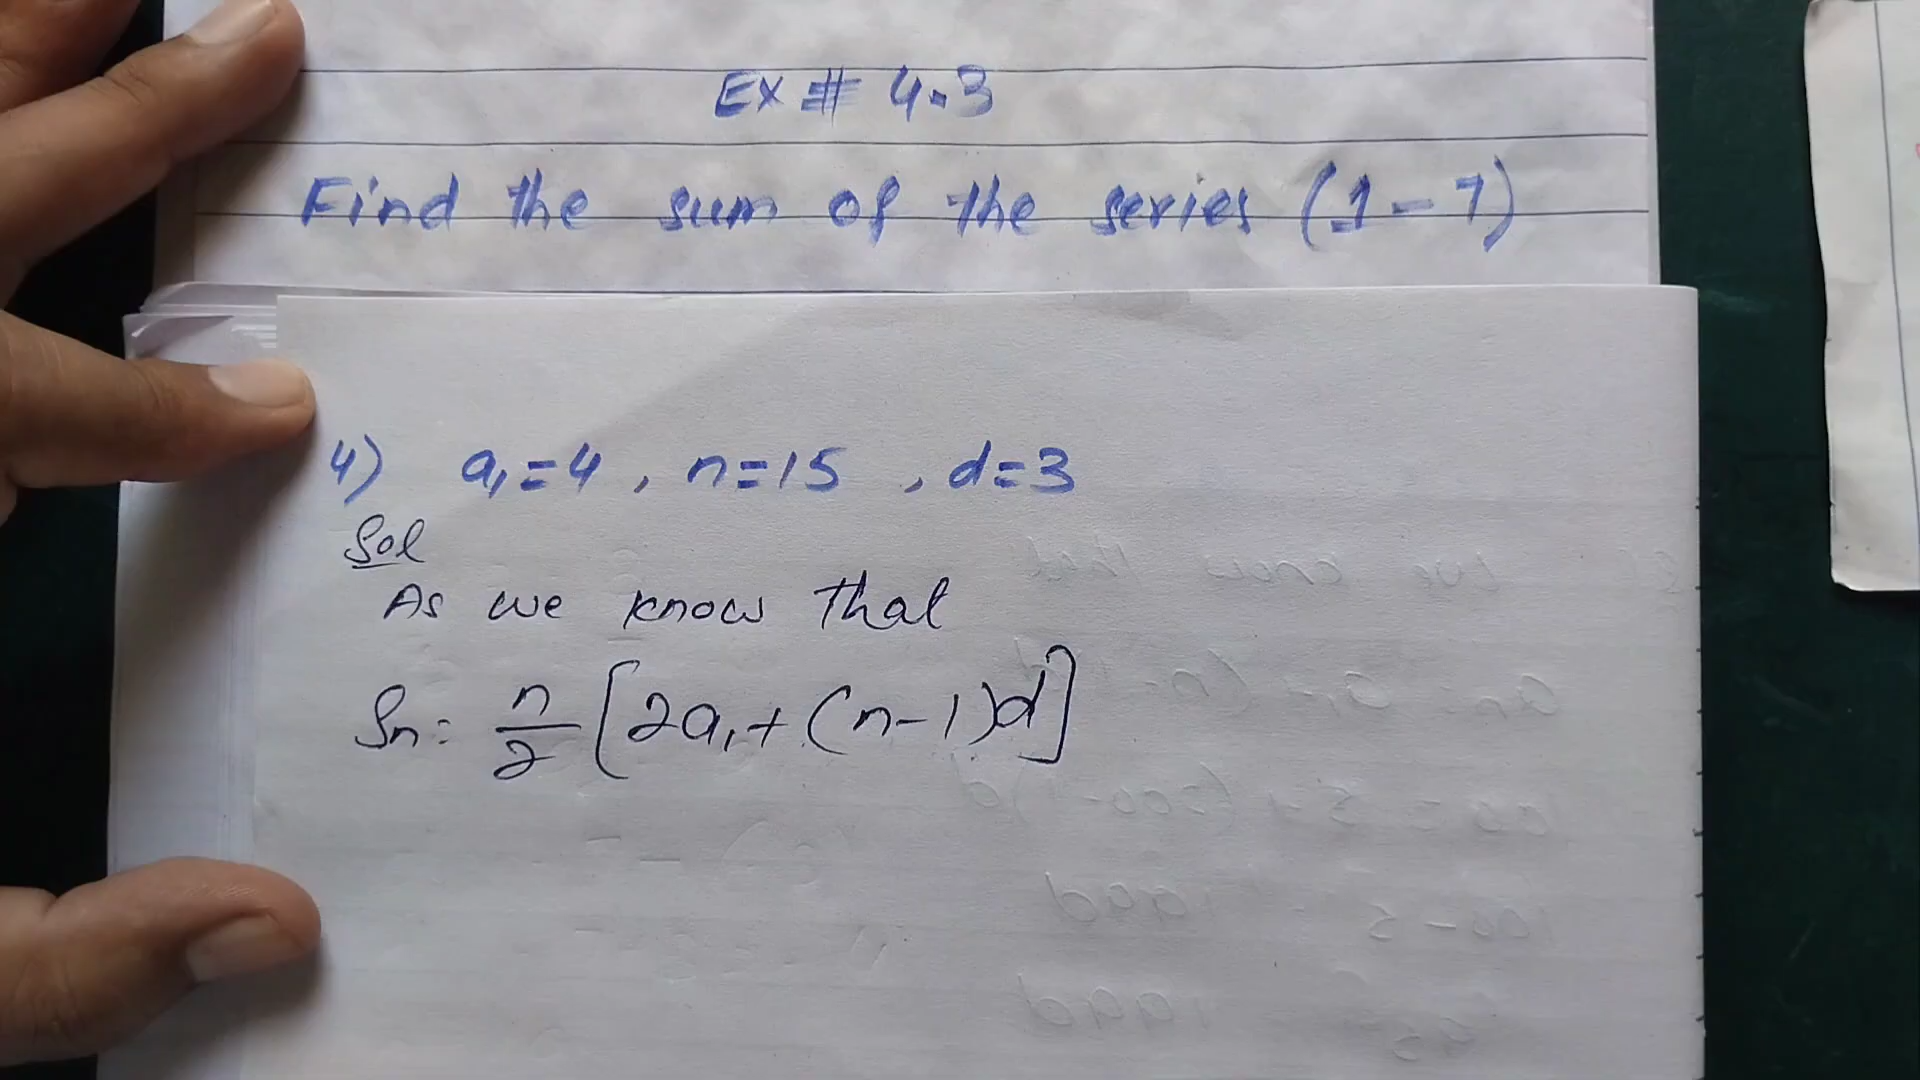 Ex # 4.3
Find the sum of the series (1-7)
4) a₁=4, n=15, d=3
Sol
As we know that
Sn= n/2 [2a₁+(n-1)d]